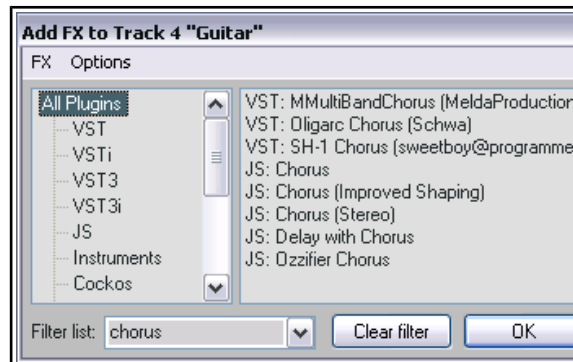 Add FX to Track 4 "Guitar"
FX Options
All Plugins
VST
VSTi
VST3
VST3i
JS
Instruments
Cockos
VST: MMultiBandChorus (MeldaProduction
VST: Oligarc Chorus (Schwa)
VST: SH-1 Chorus (sweetboy@programme
JS: Chorus
JS: Chorus (Improved Shaping)
JS: Chorus (Stereo)
JS: Delay with Chorus
JS: Ozzifier Chorus
Filter list: chorus Clear filter OK